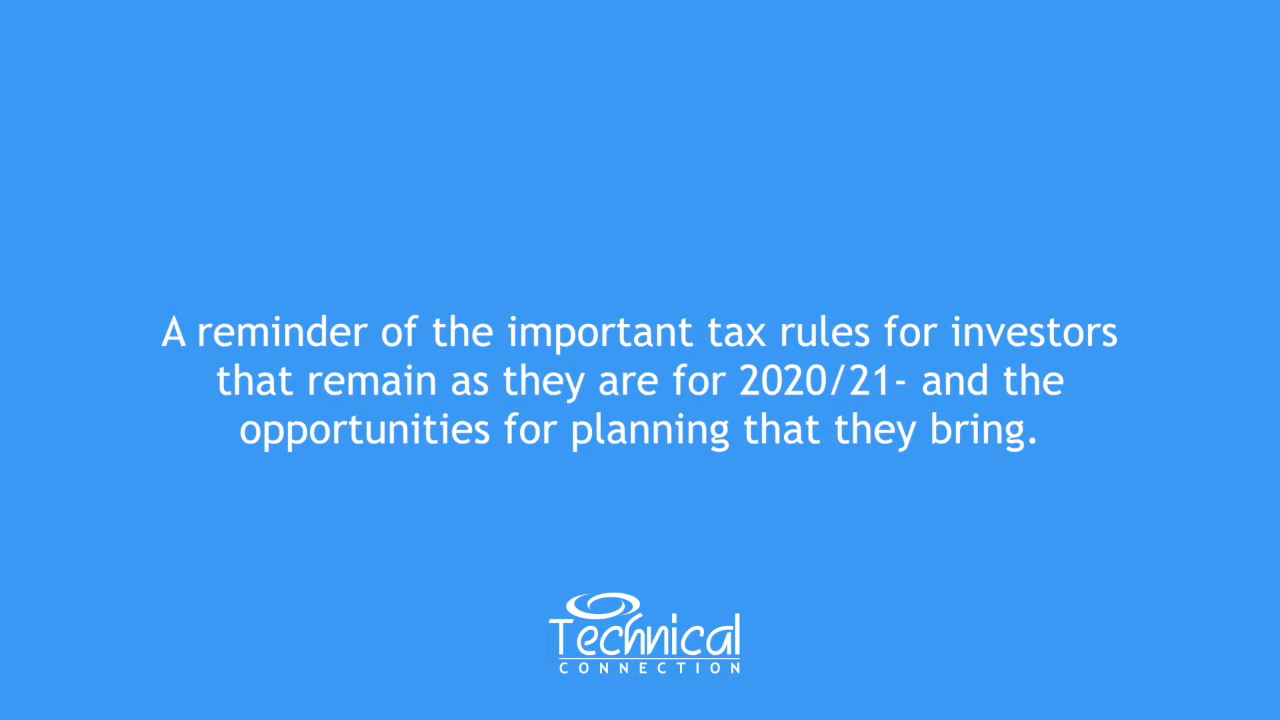 A reminder of the important tax rules for investors
that remain as they are for 2020/21- and the
opportunities for planning that they bring.
Technical
CONNECTION